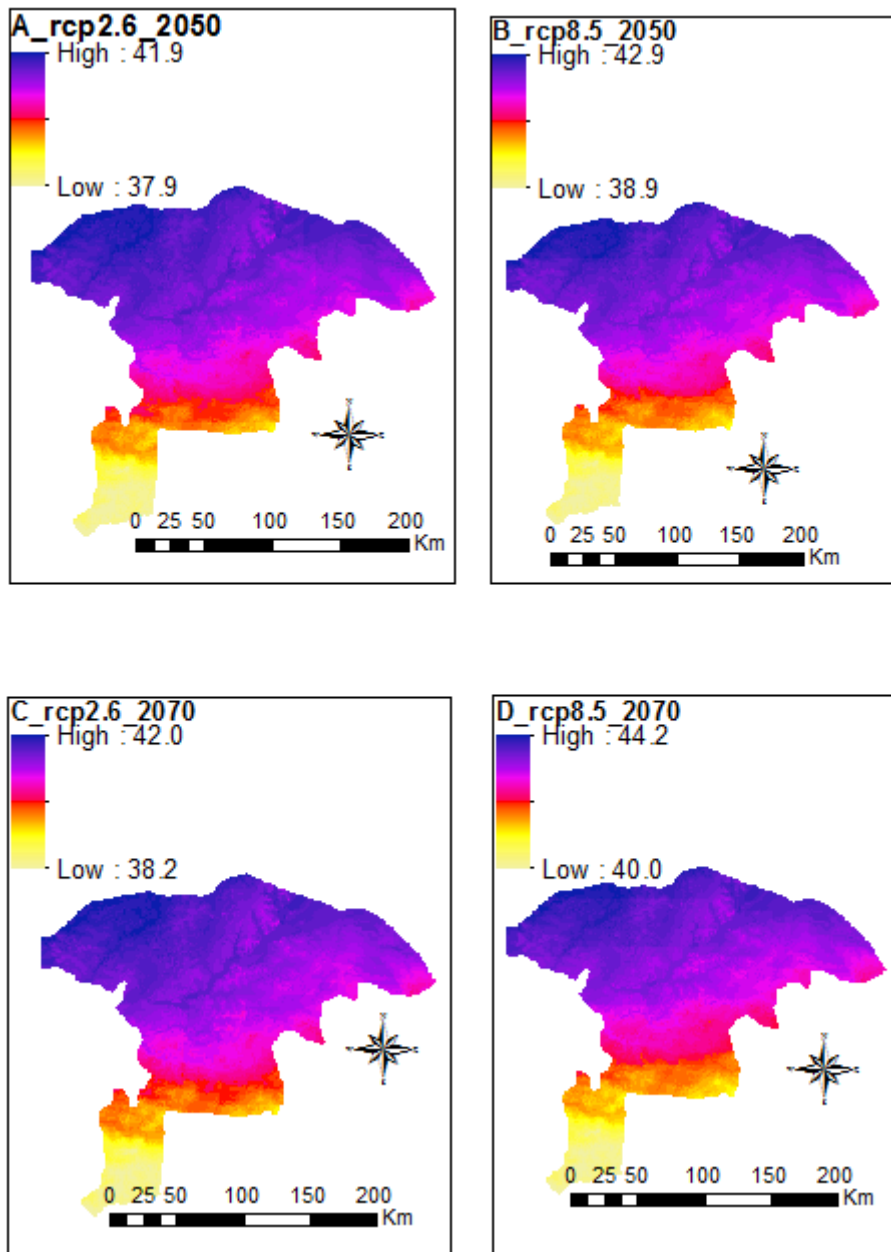 A_rcp2.6_2050
High : 41.9
Low : 37.9
0 25 50 100 150 200
Km
B_rcp8.5_2050
High : 42.9
Low : 38.9
0 25 50 100 150 200
Km
C_rcp2.6_2070
High : 42.0
Low : 38.2
0 25 50 100 150 200
Km
D_rcp8.5_2070
High : 44.2
Low : 40.0
0 25 50 100 150 200
Km